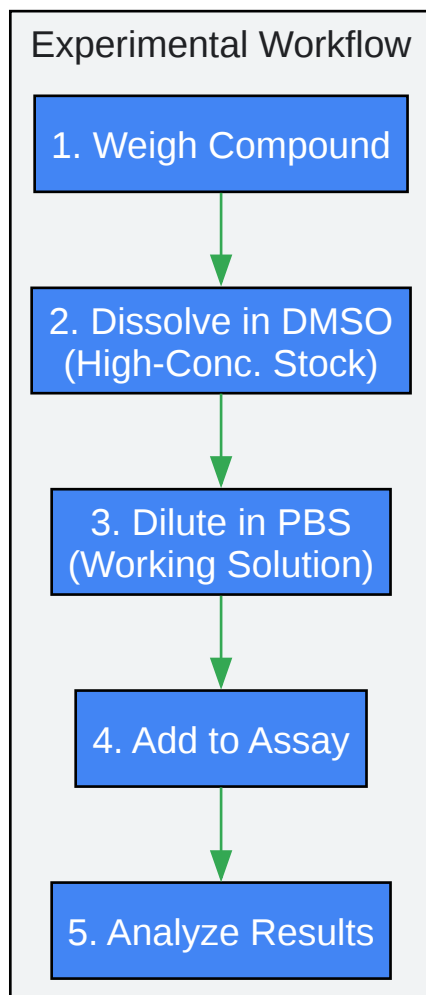 Experimental Workflow
1. Weigh Compound
2. Dissolve in DMSO
(High-Conc. Stock)
3. Dilute in PBS
(Working Solution)
4. Add to Assay
5. Analyze Results